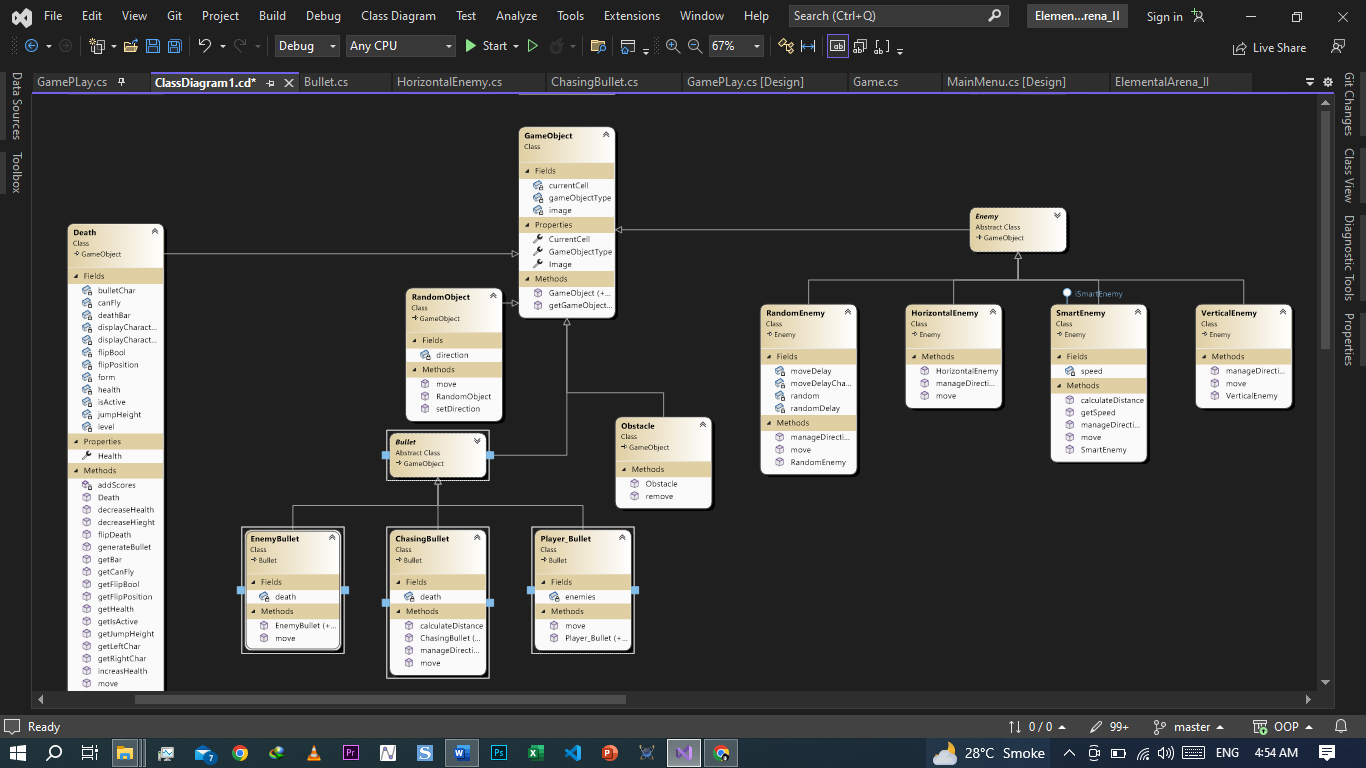 File Edit View Git Project Build Debug Class Diagram Test Analyze Tools Extensions Window Help Search (Ctrl+Q) Elemen...rena_II Sign in
Debug Any CPU Start 67% Live Share
GamePLay.cs ClassDiagram1.cd* Bullet.cs HorizontalEnemy.cs ChasingBullet.cs GamePLay.cs [Design] Game.cs MainMenu.cs [Design] ElementalArena_II
Data Sources
Toolbox
Git Changes
Class View
Diagnostic Tools
Properties
GameObject
Class
Fields
currentCell
gameObjectType
image
Properties
CurrentCell
GameObjectType
Image
Methods
GameObject (+...
getGameObject...
Death
Class
GameObject
Fields
bulletChar
canFly
deathBar
displayCharact...
displayCharact...
flipBool
flipPosition
form
health
isActive
jumpHeight
level
Properties
Health
Methods
addScores
Death
decreaseHealth
decreaseHieght
flipDeath
generateBullet
getBar
getCanFly
getFlipBool
getFlipPosition
getHealth
getIsActive
getJumpHeight
getLeftChar
getRightChar
increasHealth
move
RandomObject
Class
GameObject
Fields
direction
Methods
move
RandomObject
setDirection
Bullet
Abstract Class
GameObject
Obstacle
Class
GameObject
Methods
Obstacle
remove
EnemyBullet
Class
Bullet
Fields
death
Methods
EnemyBullet (+...
move
ChasingBullet
Class
Bullet
Fields
death
Methods
calculateDistance
ChasingBullet (...
manageDirecti...
move
Player_Bullet
Class
Bullet
Fields
enemies
Methods
move
Player_Bullet (+...
Enemy
Abstract Class
GameObject
RandomEnemy
Class
Enemy
Fields
moveDelay
moveDelayCha...
random
randomDelay
Methods
manageDirecti...
move
RandomEnemy
HorizontalEnemy
Class
Enemy
Methods
HorizontalEnemy
manageDirecti...
move
ISmartEnemy
SmartEnemy
Class
Enemy
Fields
speed
Methods
calculateDistance
getSpeed
manageDirecti...
move
SmartEnemy
VerticalEnemy
Class
Enemy
Methods
manageDirecti...
move
VerticalEnemy
Ready 0 / 0 99+ master OOP
7 28°C Smoke ENG 4:54 AM